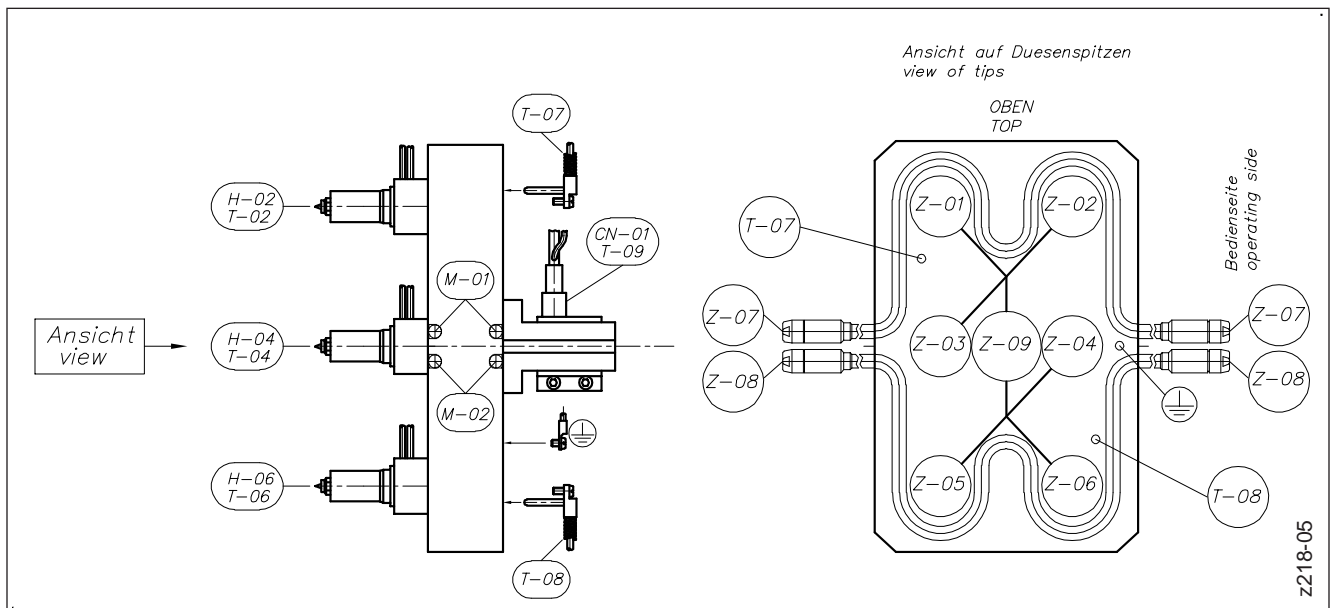 Ansicht auf Duesenspitzen
view of tips
OBEN
TOP
Bedienseite
operating side
T-07
H-02
T-02
CN-01
T-09
M-01
Ansicht
view
H-04
T-04
M-02
H-06
T-06
T-08
Z-01
Z-02
T-07
Z-07
Z-07
Z-03
Z-09
Z-04
Z-08
Z-08
Z-05
Z-06
T-08
z218-05